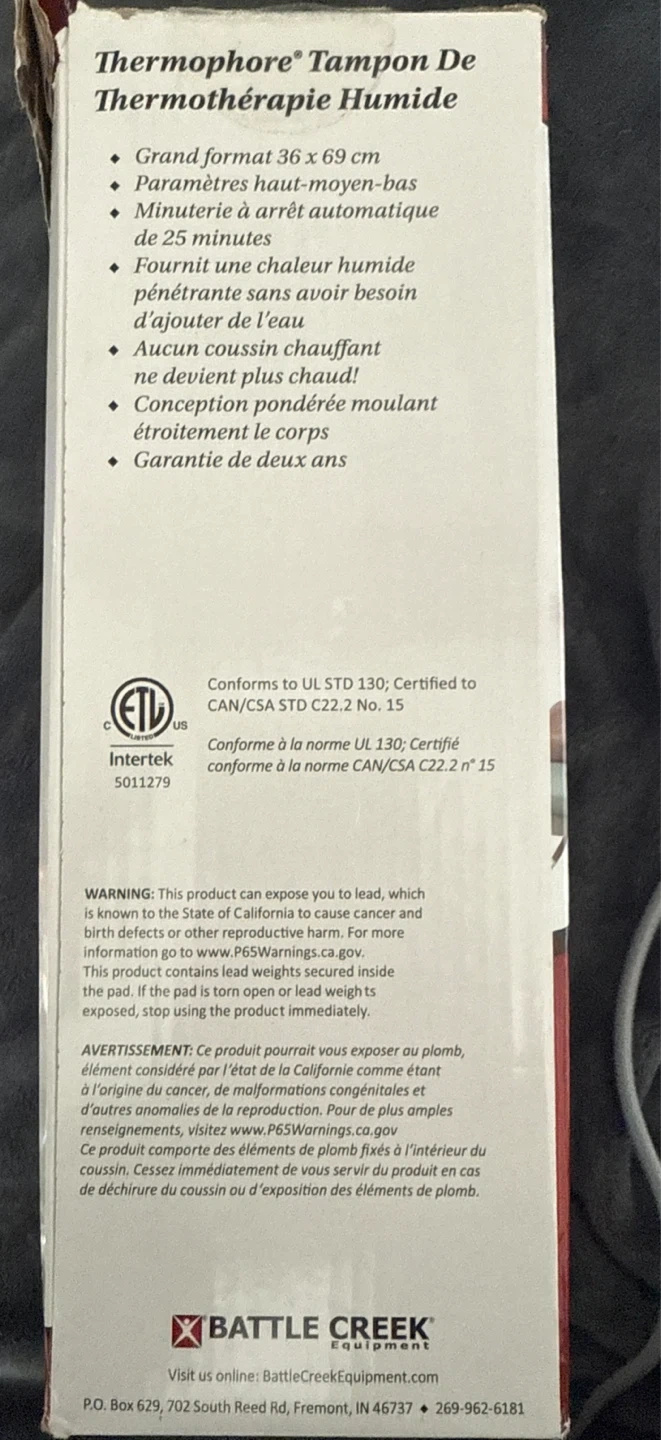 Thermophore® Tampon De
Thermothérapie Humide
◆ Grand format 36 x 69 cm
◆ Paramètres haut-moyen-bas
◆ Minuterie à arrêt automatique
de 25 minutes
◆ Fournit une chaleur humide
pénétrante sans avoir besoin
d'ajouter de l'eau
◆ Aucun coussin chauffant
ne devient plus chaud!
◆ Conception pondérée moulant
étroitement le corps
◆ Garantie de deux ans
Conforms to UL STD 130; Certified to
CAN/CSA STD C22.2 No. 15
Conforme à la norme UL 130; Certifié
conforme à la norme CAN/CSA C22.2 n° 15
C ETL US
LISTED
Intertek
5011279
WARNING: This product can expose you to lead, which
is known to the State of California to cause cancer and
birth defects or other reproductive harm. For more
information go to www.P65Warnings.ca.gov.
This product contains lead weights secured inside
the pad. If the pad is torn open or lead weights
exposed, stop using the product immediately.
AVERTISSEMENT: Ce produit pourrait vous exposer au plomb,
élément considéré par l'état de la Californie comme étant
à l'origine du cancer, de malformations congénitales et
d'autres anomalies de la reproduction. Pour de plus amples
renseignements, visitez www.P65Warnings.ca.gov
Ce produit comporte des éléments de plomb fixés à l'intérieur du
coussin. Cessez immédiatement de vous servir du produit en cas
de déchirure du coussin ou d'exposition des éléments de plomb.
BATTLE CREEK®
Equipment
Visit us online: BattleCreekEquipment.com
P.O. Box 629, 702 South Reed Rd, Fremont, IN 46737 ◆ 269-962-6181